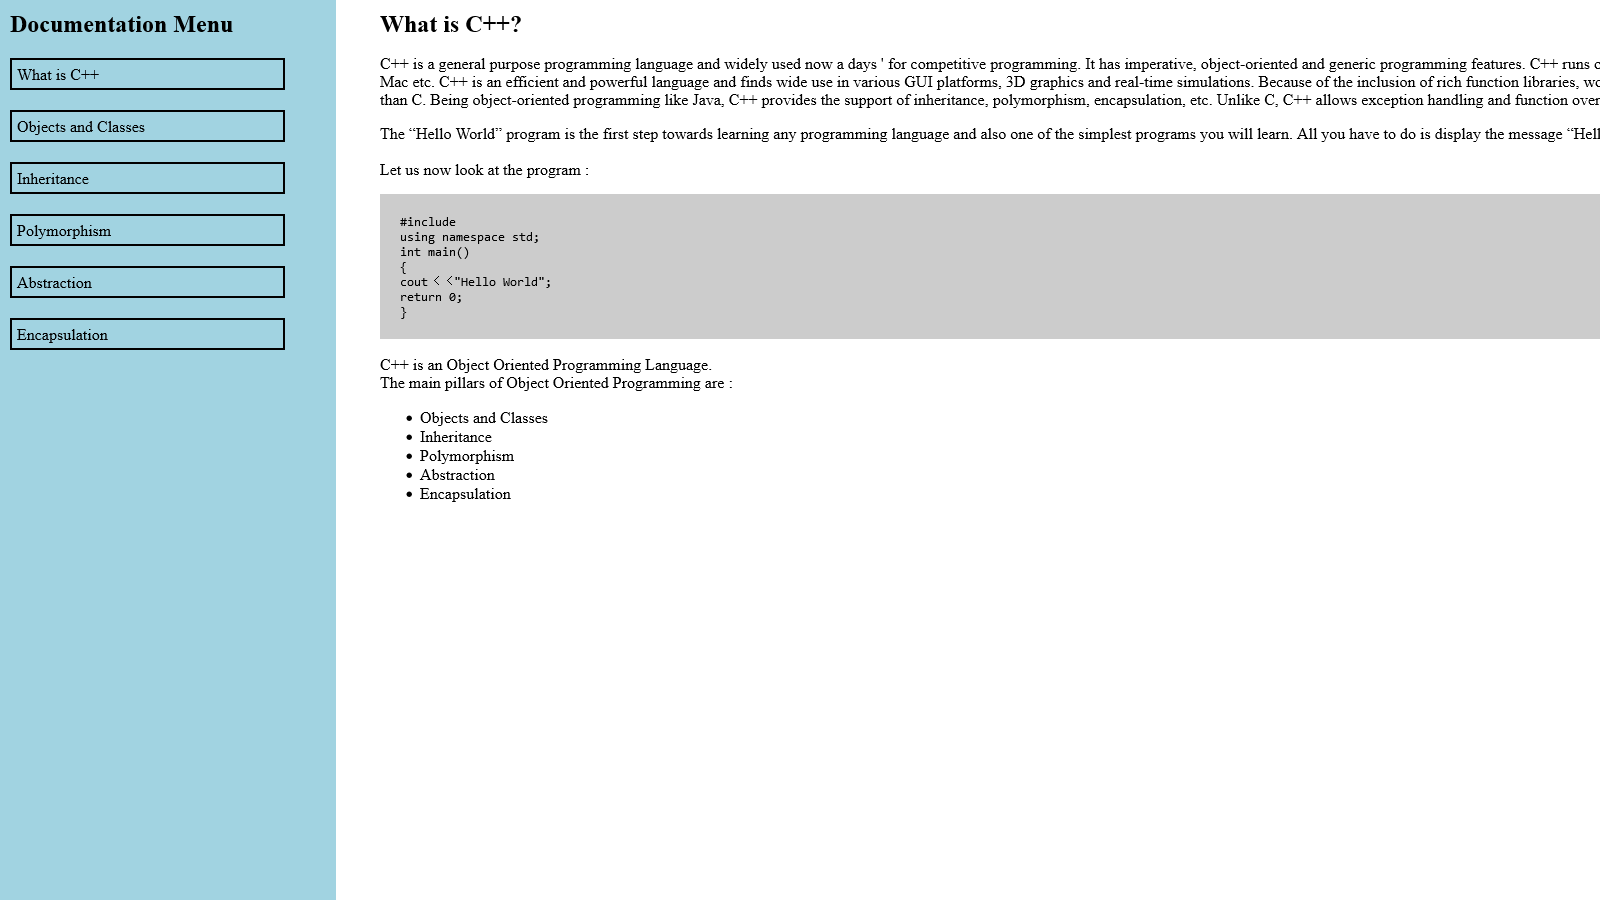 Documentation Menu
What is C++
Objects and Classes
Inheritance
Polymorphism
Abstraction
Encapsulation
What is C++?
C++ is a general purpose programming language and widely used now a days ' for competitive programming. It has imperative, object-oriented and generic programming features. C++ runs
Mac etc. C++ is an efficient and powerful language and finds wide use in various GUI platforms, 3D graphics and real-time simulations. Because of the inclusion of rich function libraries,
than C. Being object-oriented programming like Java, C++ provides the support of inheritance, polymorphism, encapsulation, etc. Unlike C, C++ allows exception handling and function over
The “Hello World” program is the first step towards learning any programming language and also one of the simplest programs you will learn. All you have to do is display the message “Hell
Let us now look at the program :
#include
using namespace std;
int main()
{
cout < <"Hello World";
return 0;
}
C++ is an Object Oriented Programming Language.
The main pillars of Object Oriented Programming are :
• Objects and Classes
• Inheritance
• Polymorphism
• Abstraction
• Encapsulation